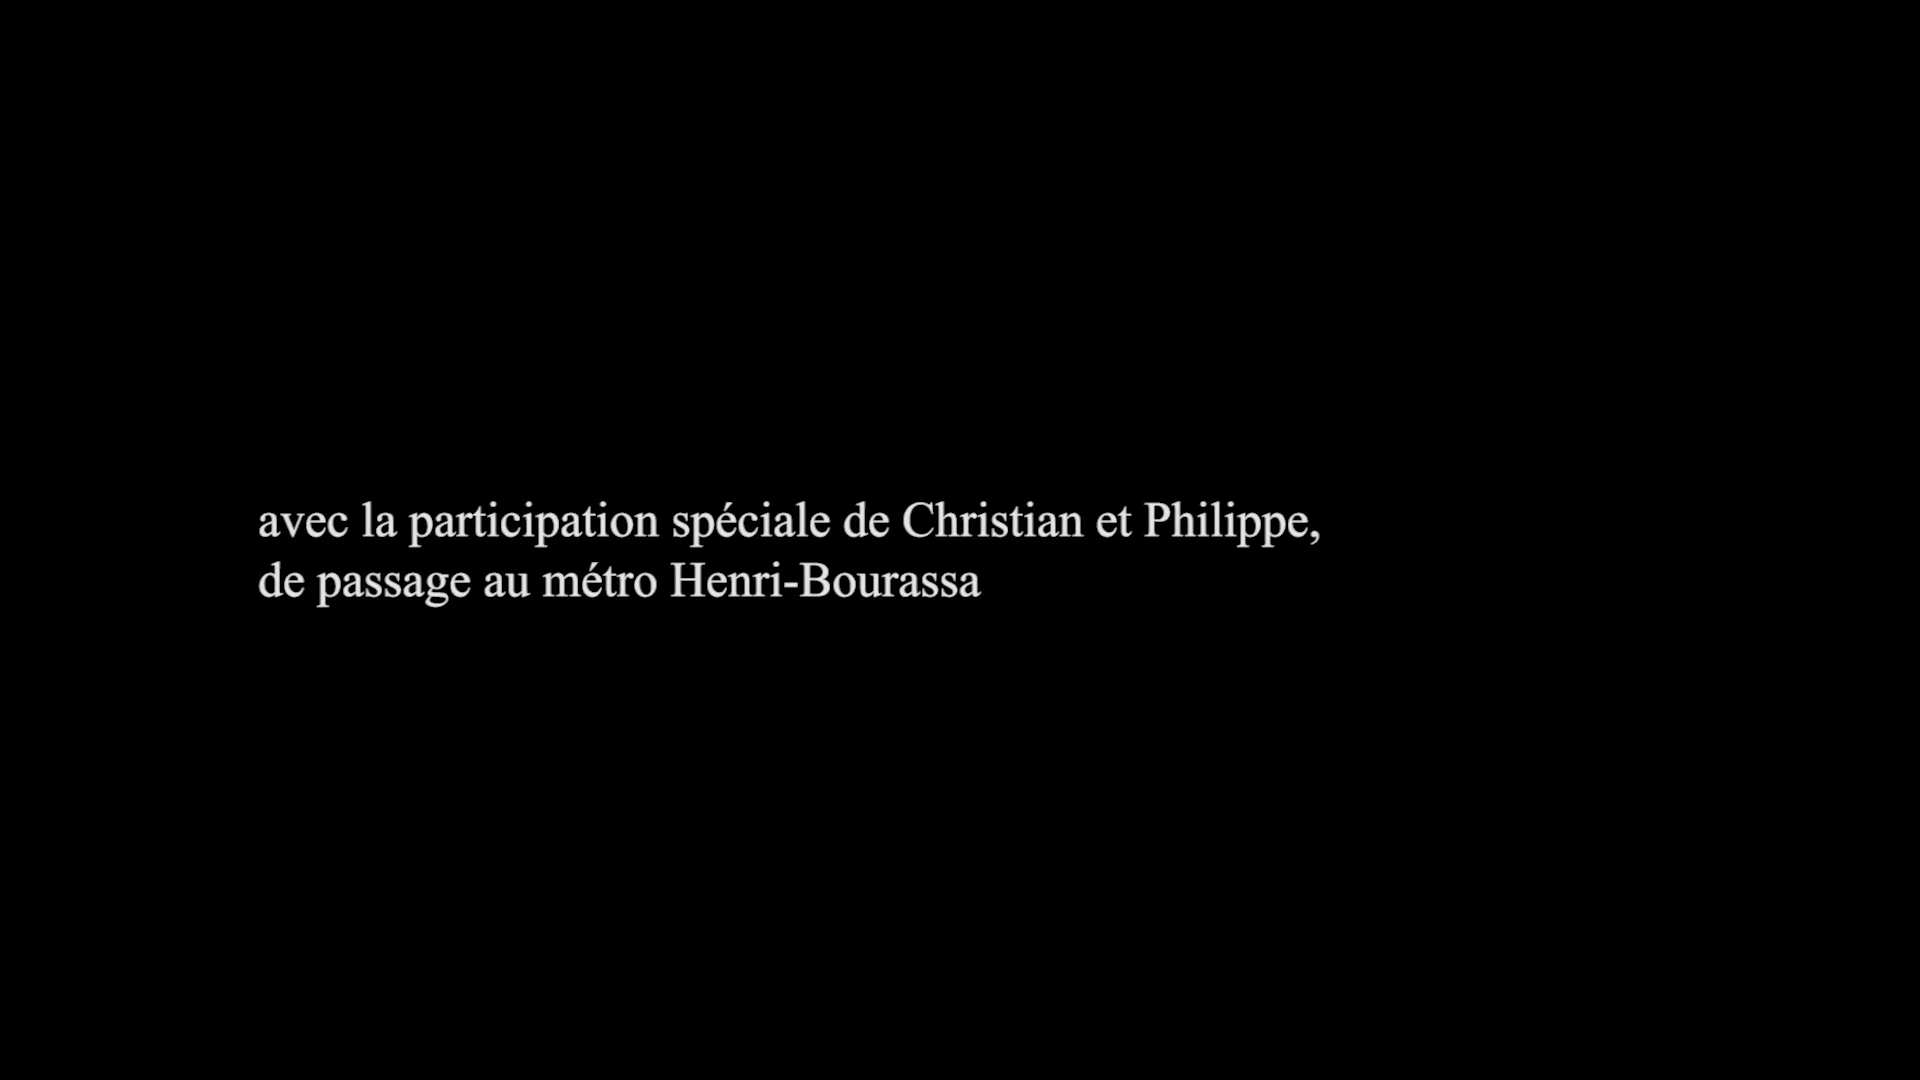 avec la participation spéciale de Christian et Philippe,
de passage au métro Henri-Bourassa